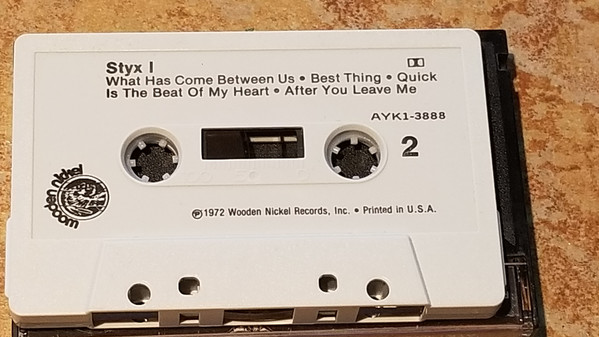 Styx I
What Has Come Between Us • Best Thing • Quick
Is The Beat Of My Heart • After You Leave Me
AYK1-3888
2
wooden nickel
℗1972 Wooden Nickel Records, Inc. • Printed in U.S.A.